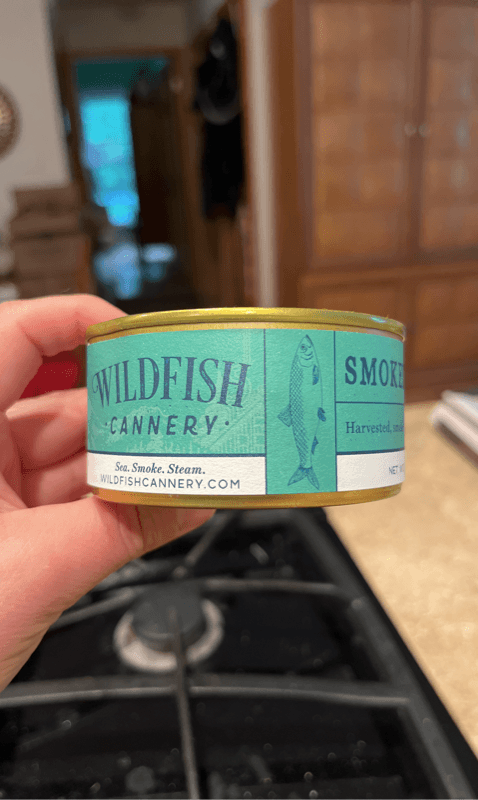 WILDFISH
·CANNERY·
Sea. Smoke. Steam.
WILDFISHCANNERY.COM
SMOKE
Harvested,
NET